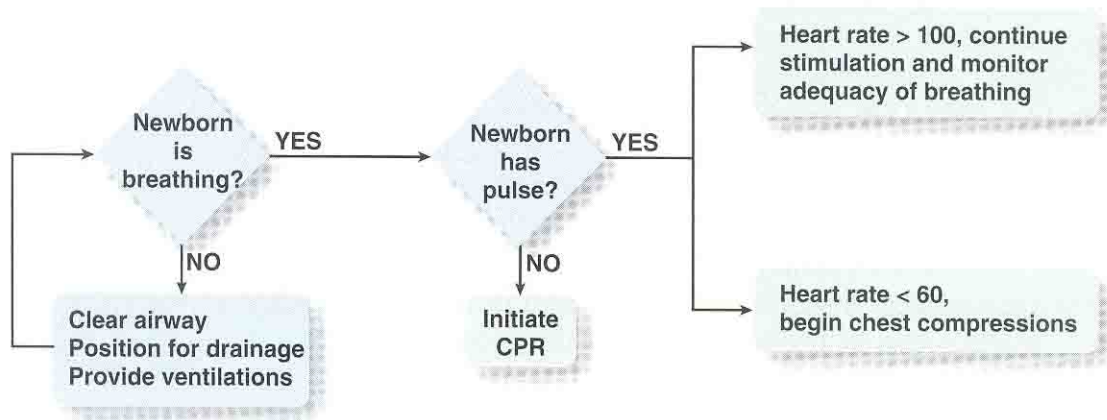 Newborn
is
breathing?
YES
NO
Clear airway
Position for drainage
Provide ventilations
Newborn
has
pulse?
YES
NO
Initiate
CPR
Heart rate > 100, continue
stimulation and monitor
adequacy of breathing
Heart rate < 60,
begin chest compressions